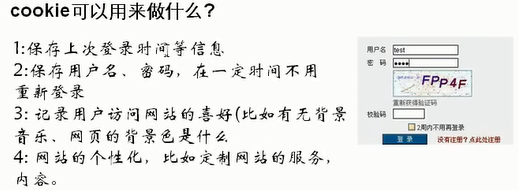 cookie可以用来做什么?
1:保存上次登录时间等信息
2:保存用户名、密码，在一定时间不用
重新登录
3: 记录用户访问网站的喜好(比如有无背景
音乐、网页的背景色是什么
4: 网站的个性化，比如定制网站的服务，
内容。
用户名 test
密 码 ●●●●
FPP4F
重新获得验证码
校验码
2周内不用再登录
登 录 没有注册？点此处注册